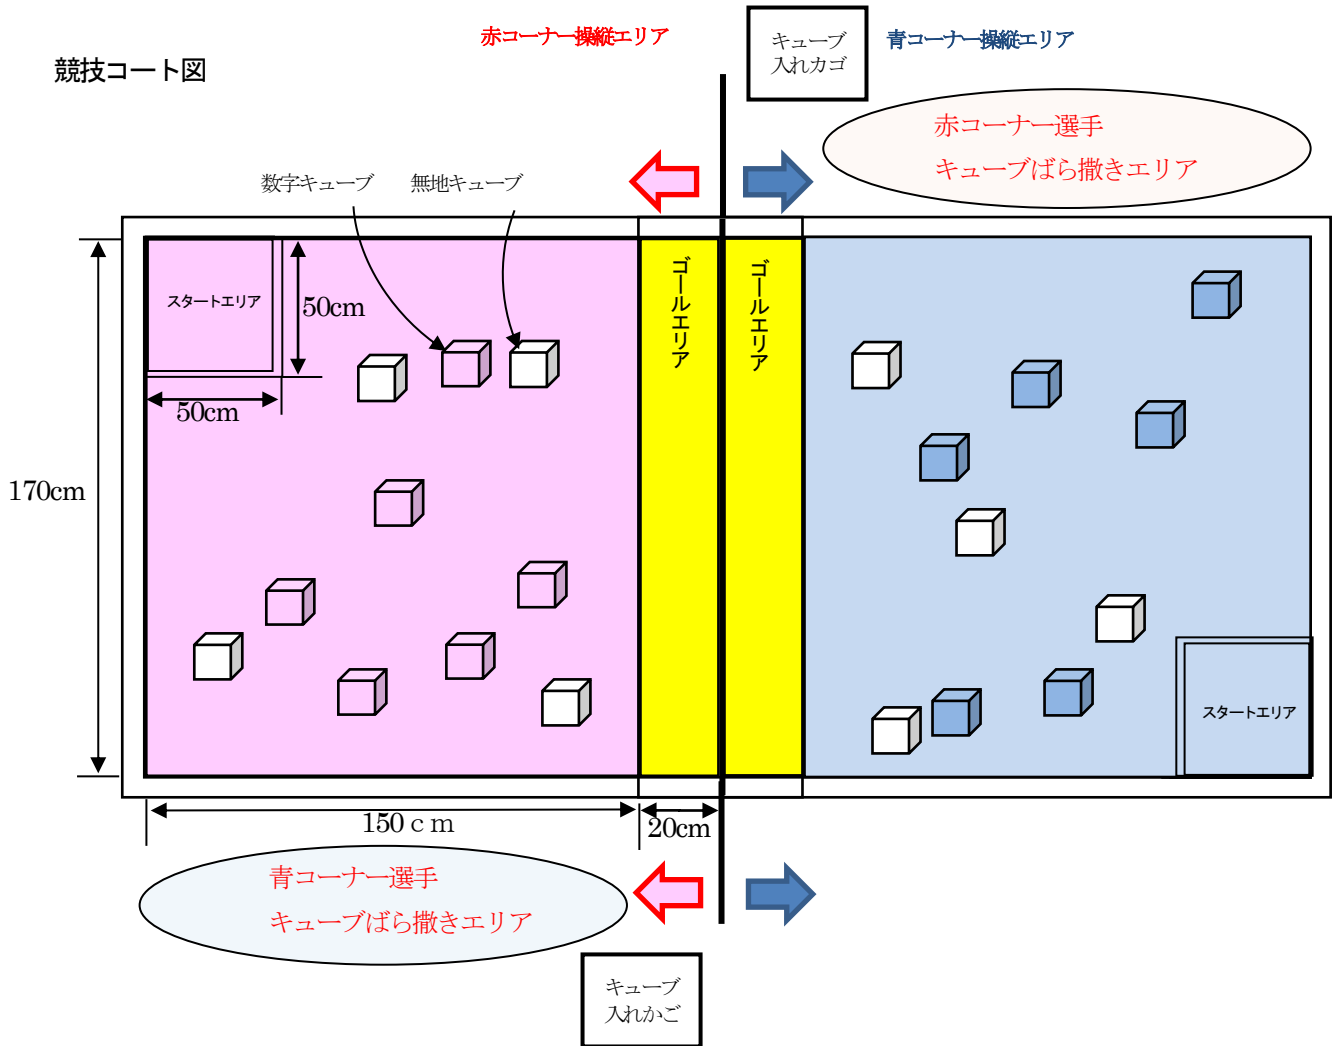 赤コーナー操縦エリア
キューブ
入れカゴ
青コーナー操縦エリア
競技コート図
赤コーナー選手
キューブばら撒きエリア
数字キューブ
無地キューブ
スタートエリア
50cm
50cm
ゴールエリア
ゴールエリア
170cm
スタートエリア
150ｃｍ
20cm
青コーナー選手
キューブばら撒きエリア
キューブ
入れかご